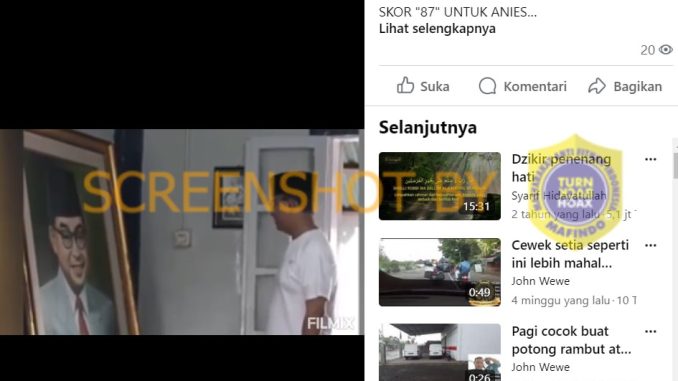 SKOR "87" UNTUK ANIES...
Lihat selengkapnya
20
Suka
Komentari
Bagikan
Selanjutnya
Dzikir penenang
hati
Syarif Hidayatullah
2 tahun yang lalu · 5,1 jt T
15:31
Cewek setia seperti
ini lebih mahal...
John Wewe
4 minggu yang lalu · 10 T
0:49
Pagi cocok buat
potong rambut at...
John Wewe
0:26
SCREENSHOT BY
TURN
HOAX
MAFINDO
FILMIX